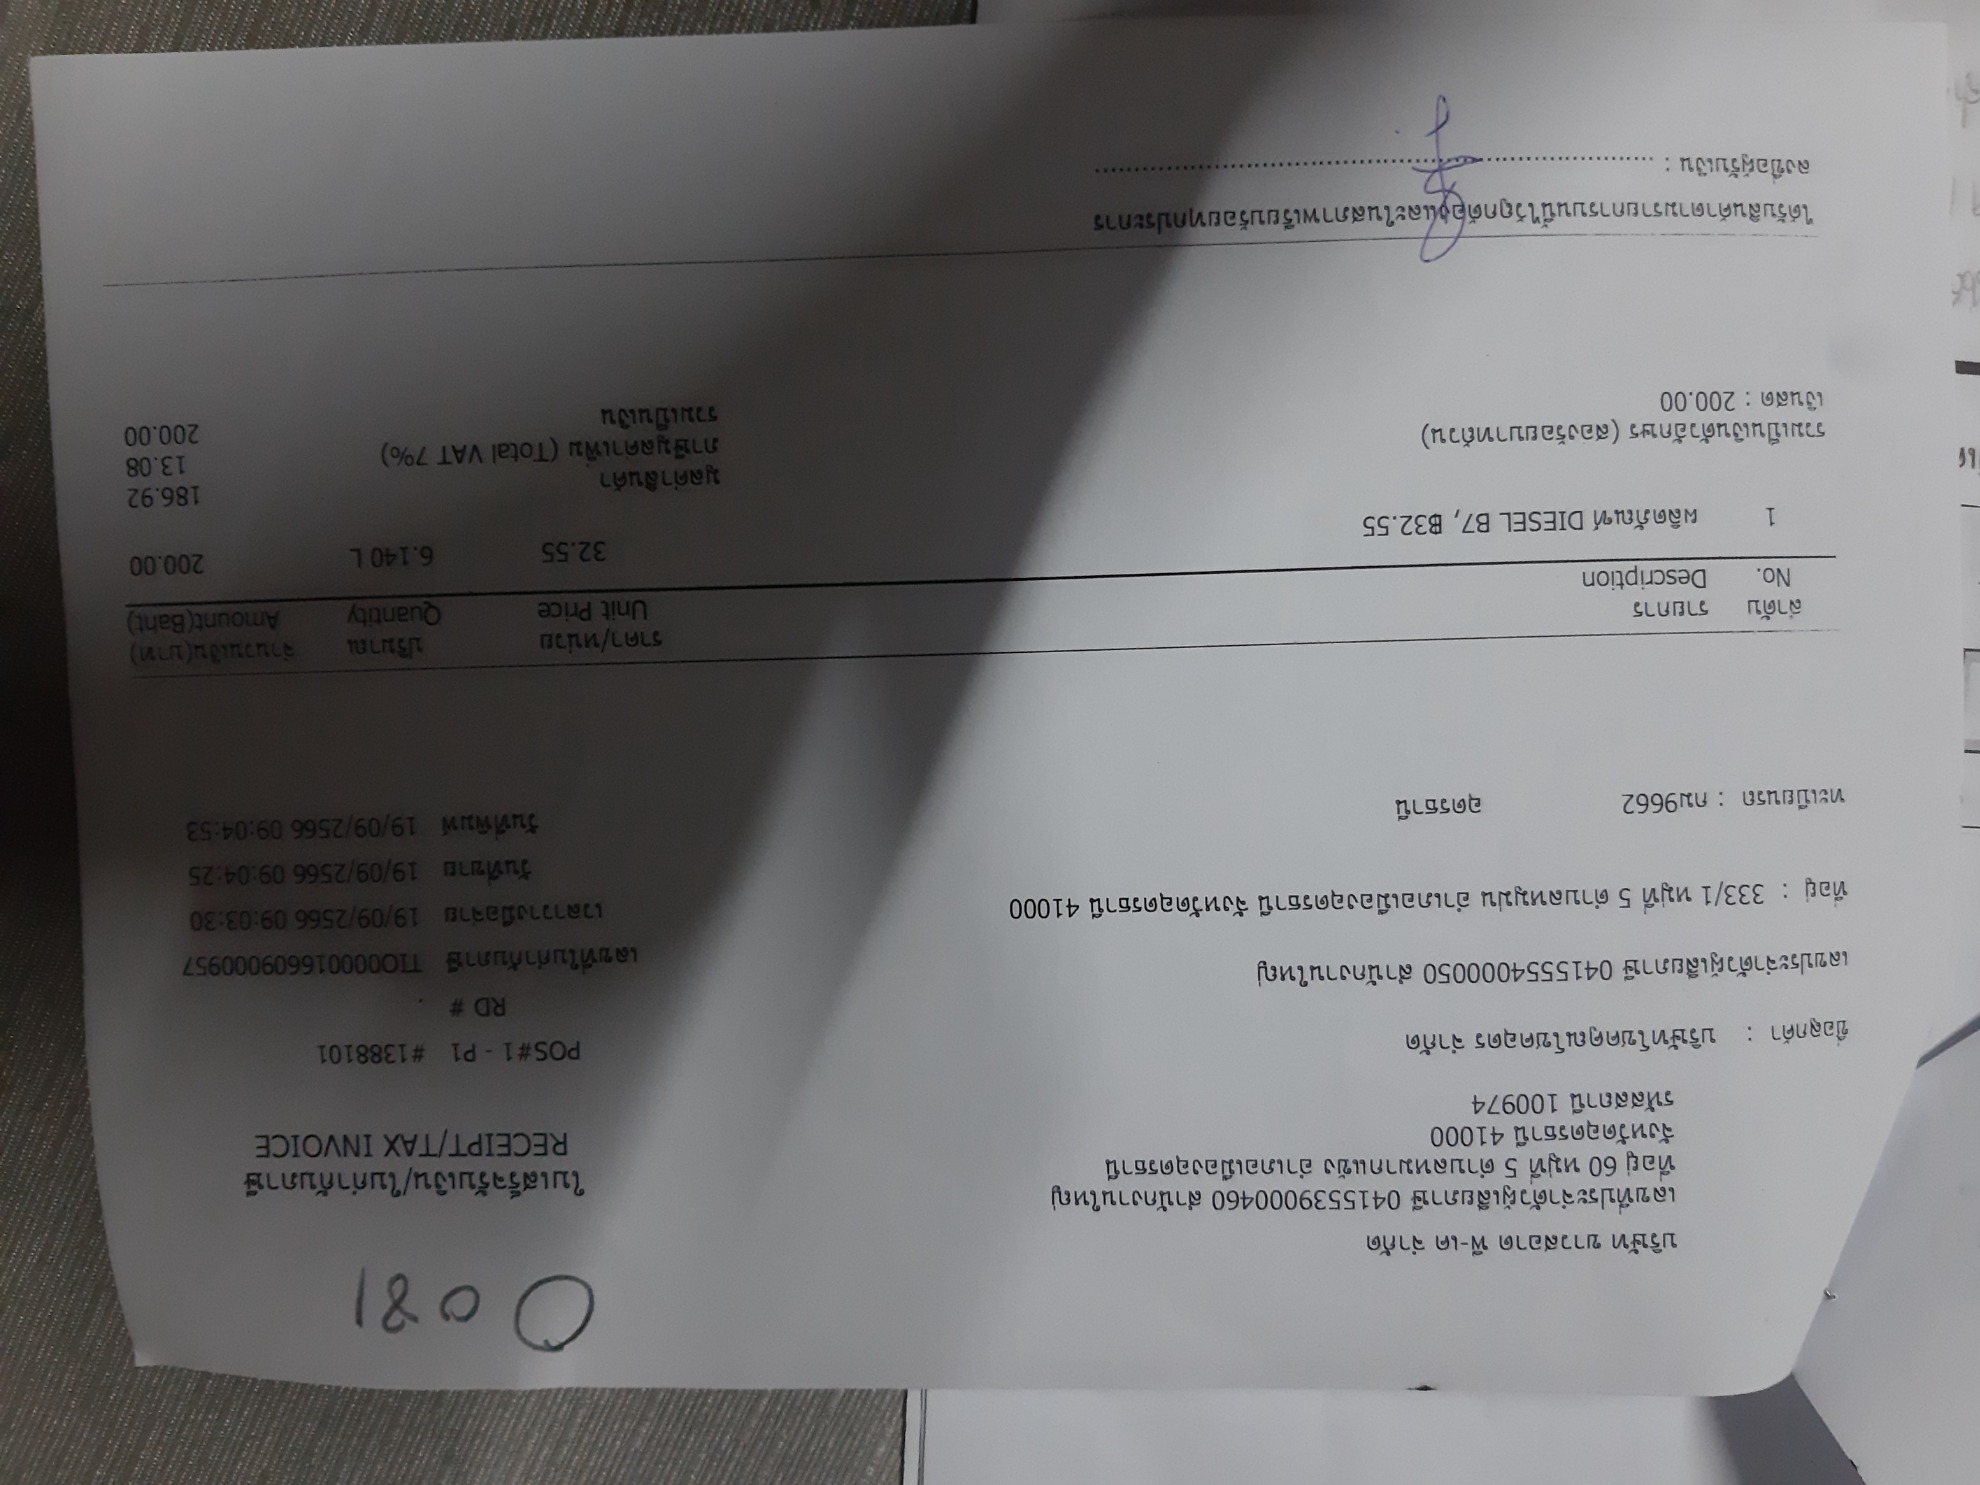 0081
บริษัท ขาวสอาด พี-เค จำกัด
เลขที่ประจำตัวผู้เสียภาษี 0415539000460 สำนักงานใหญ่
ที่อยู่ 60 หมู่ที่ 5 ตำบลหมากแข้ง อำเภอเมืองอุดรธานี
จังหวัดอุดรธานี 41000
รหัสสถานี 100974
ใบเสร็จรับเงิน/ใบกำกับภาษี
RECEIPT/TAX INVOICE
POS#1 - P1 #1388101
RD #
ชื่อลูกค้า : บริษัทโชคคูณโชคอุดร จำกัด
เลขประจำตัวผู้เสียภาษี 0415554000050 สำนักงานใหญ่
ที่อยู่ : 333/1 หมู่ที่ 5 ตำบลหมูม่น อำเภอเมืองอุดรธานี จังหวัดอุดรธานี 41000
ทะเบียนรถ : กม9662 อุดรธานี
เลขที่ใบกำกับภาษี TIO00001660900957
เวลาวางมือจ่าย 19/09/2566 09:03:30
วันที่ขาย 19/09/2566 09:04:25
วันที่พิมพ์ 19/09/2566 09:04:53
ลำดับ รายการ ราคา/หน่วย ปริมาณ จำนวนเงิน(บาท)
No. Description Unit Price Quantity Amount(Baht)
1 ผลิตภัณฑ์ DIESEL B7, ฿32.55 32.55 6.140 L 200.00
มูลค่าสินค้า 186.92
ภาษีมูลค่าเพิ่ม (Total VAT 7%) 13.08
รวมเป็นเงิน 200.00
รวมเป็นเงินตัวอักษร (สองร้อยบาทถ้วน)
เงินสด : 200.00
ได้รับสินค้าตามรายการบนนี้ไว้ถูกต้องและในสภาพเรียบร้อยทุกประการ
ลงชื่อผู้รับเงิน :